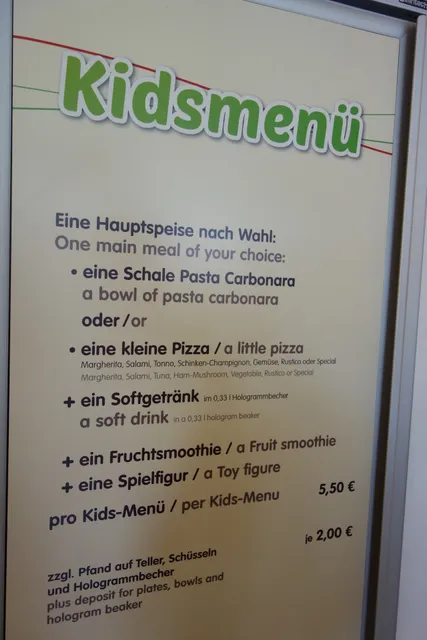 Kidsmenü
Eine Hauptspeise nach Wahl:
One main meal of your choice:
• eine Schale Pasta Carbonara
a bowl of pasta carbonara
oder / or
• eine kleine Pizza / a little pizza
Margherita, Salami, Tonno, Schinken-Champignon, Gemüse, Rustico oder Special
Margherita, Salami, Tuna, Ham-Mushroom, Vegetable, Rustico or Special
+ ein Softgetränk im 0,33 l Hologrammbecher
a soft drink in a 0,33 l hologram beaker
+ ein Fruchtsmoothie / a Fruit smoothie
+ eine Spielfigur / a Toy figure
pro Kids-Menü / per Kids-Menu 5,50 €
je 2,00 €
zzgl. Pfand auf Teller, Schüsseln
und Hologrammbecher
plus deposit for plates, bowls and
hologram beaker